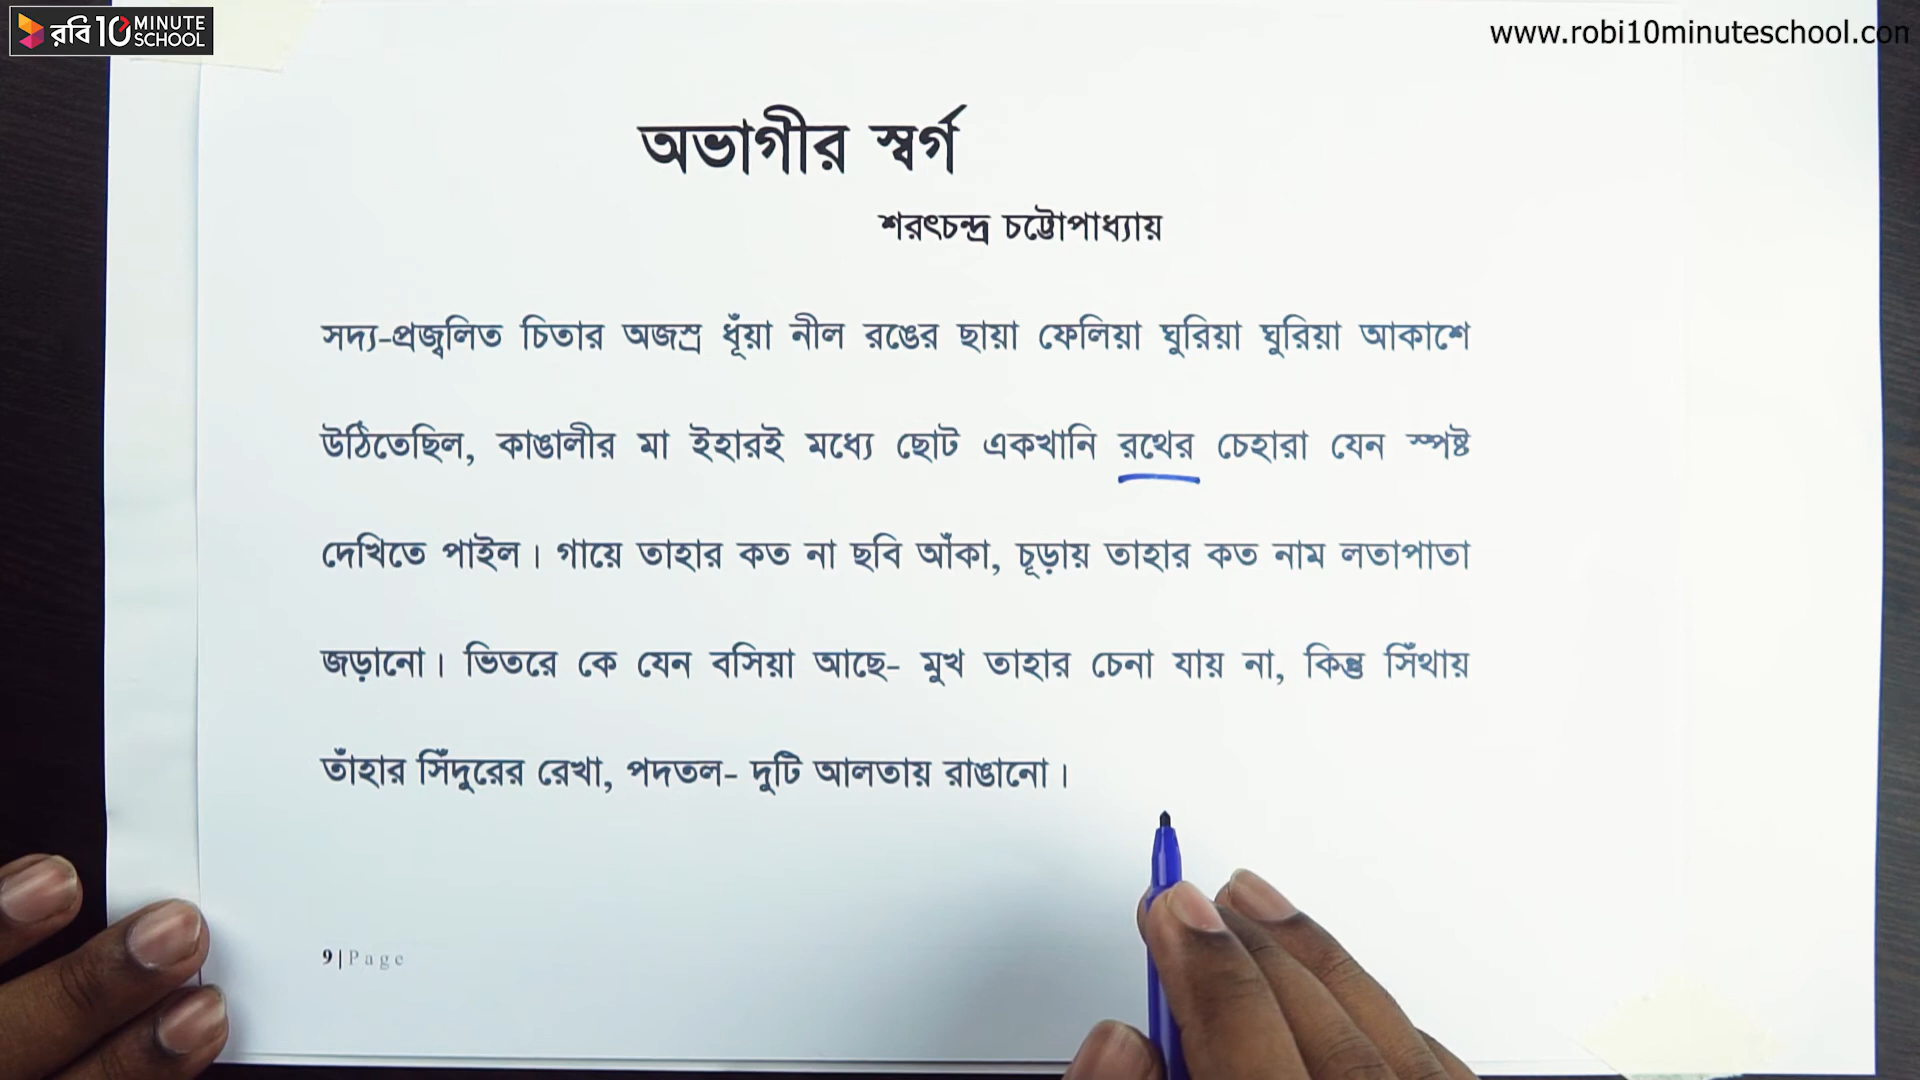 রবি 10 MINUTE SCHOOL
www.robi10minuteschool.com
অভাগীর স্বর্গ
শরৎচন্দ্র চট্টোপাধ্যায়
সদ্য-প্রজ্বলিত চিতার অজস্র ধূঁয়া নীল রঙের ছায়া ফেলিয়া ঘুরিয়া ঘুরিয়া আকাশে
উঠিতেছিল, কাঙালীর মা ইহারই মধ্যে ছোট একখানি রথের চেহারা যেন স্পষ্ট
দেখিতে পাইল। গায়ে তাহার কত না ছবি আঁকা, চূড়ায় তাহার কত নাম লতাপাতা
জড়ানো। ভিতরে কে যেন বসিয়া আছে- মুখ তাহার চেনা যায় না, কিন্তু সিঁথায়
তাঁহার সিঁদুরের রেখা, পদতল- দুটি আলতায় রাঙানো।
9 | Page